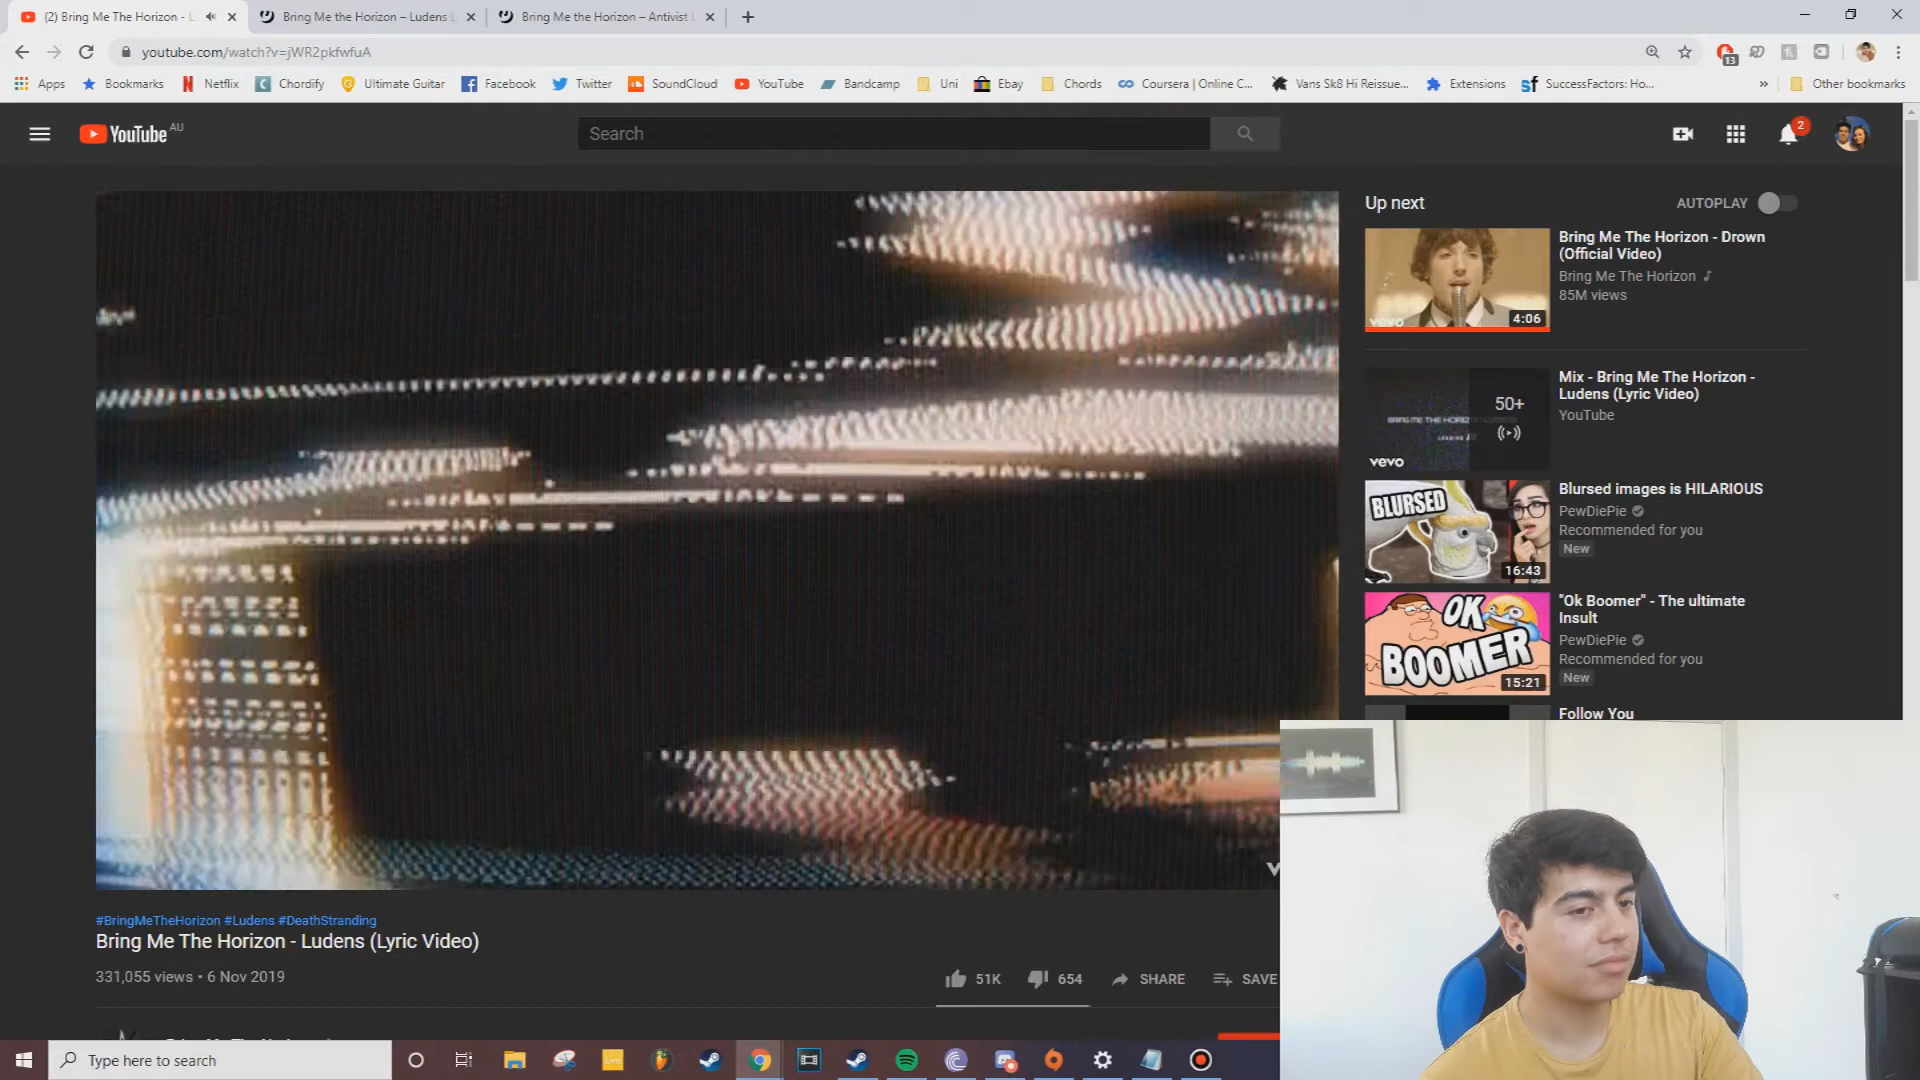 (2) Bring Me The Horizon - L
Bring Me the Horizon – Ludens L
Bring Me the Horizon – Antivist L
youtube.com/watch?v=jWR2pkfwfuA
13
Apps
Bookmarks
Netflix
Chordify
Ultimate Guitar
Facebook
Twitter
SoundCloud
YouTube
Bandcamp
Uni
Ebay
Chords
Coursera | Online C...
Vans Sk8 Hi Reissue...
Extensions
SuccessFactors: Ho...
»
Other bookmarks
YouTube AU
Search
2
Up next
AUTOPLAY
Bring Me The Horizon - Drown
(Official Video)
Bring Me The Horizon
85M views
vevo
4:06
Mix - Bring Me The Horizon -
Ludens (Lyric Video)
YouTube
50+
vevo
Blursed images is HILARIOUS
PewDiePie
Recommended for you
New
BLURSED
16:43
"Ok Boomer" - The ultimate
Insult
PewDiePie
Recommended for you
New
OK
BOOMER
15:21
Follow You
#BringMeTheHorizon #Ludens #DeathStranding
Bring Me The Horizon - Ludens (Lyric Video)
331,055 views • 6 Nov 2019
51K
654
SHARE
SAVE
Type here to search